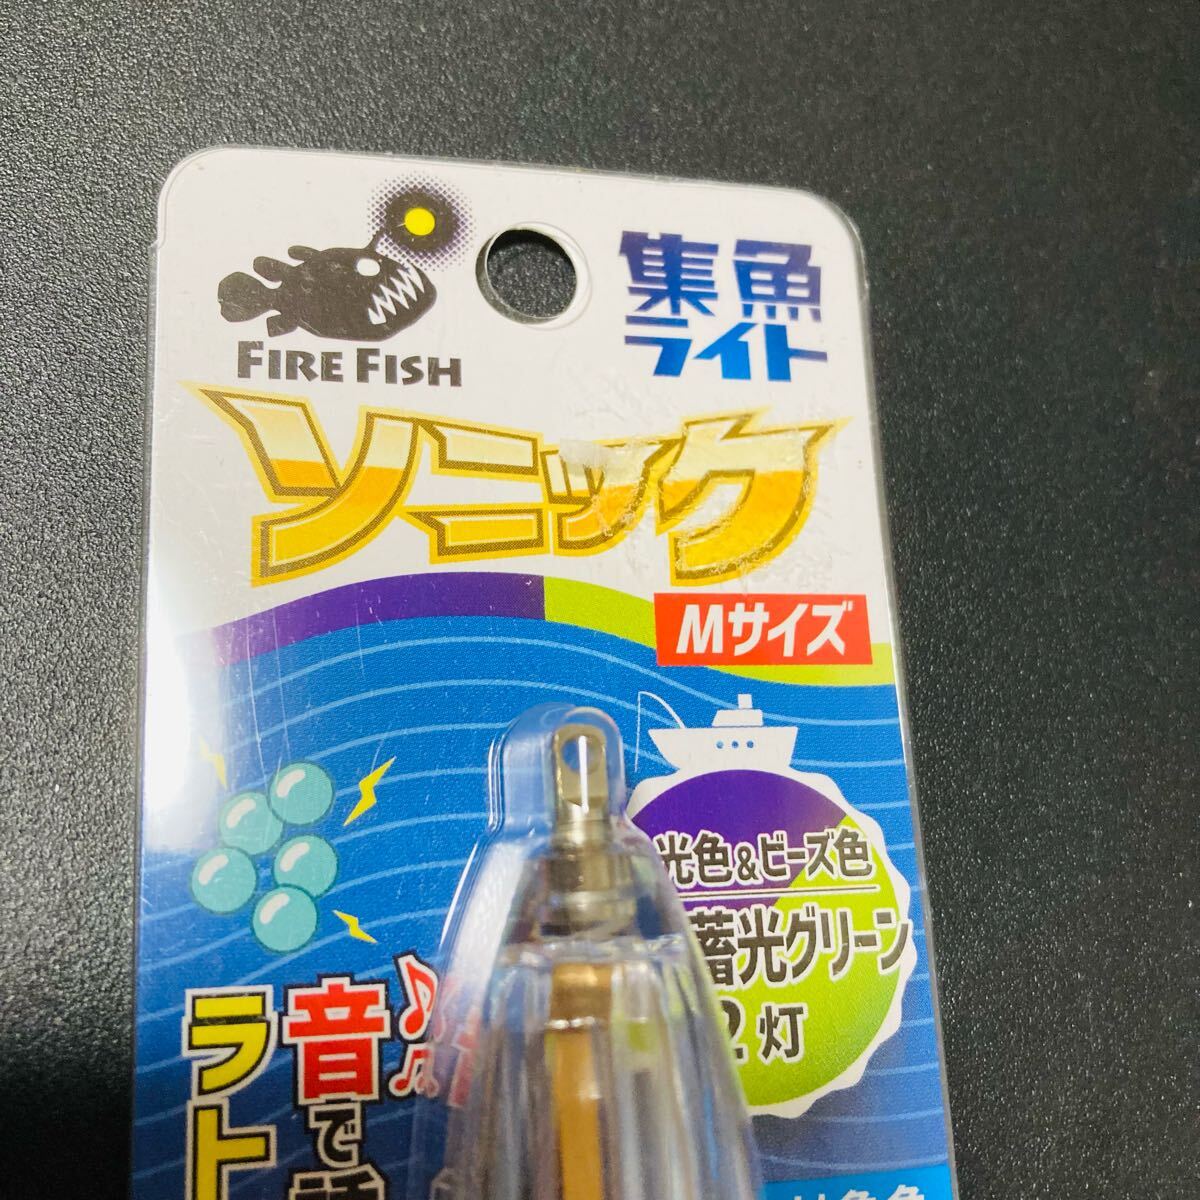 FIRE FISH
集魚
ライト
ソニック
Mサイズ
光色&ビーズ色
蓄光グリーン
2灯
音で
ラト